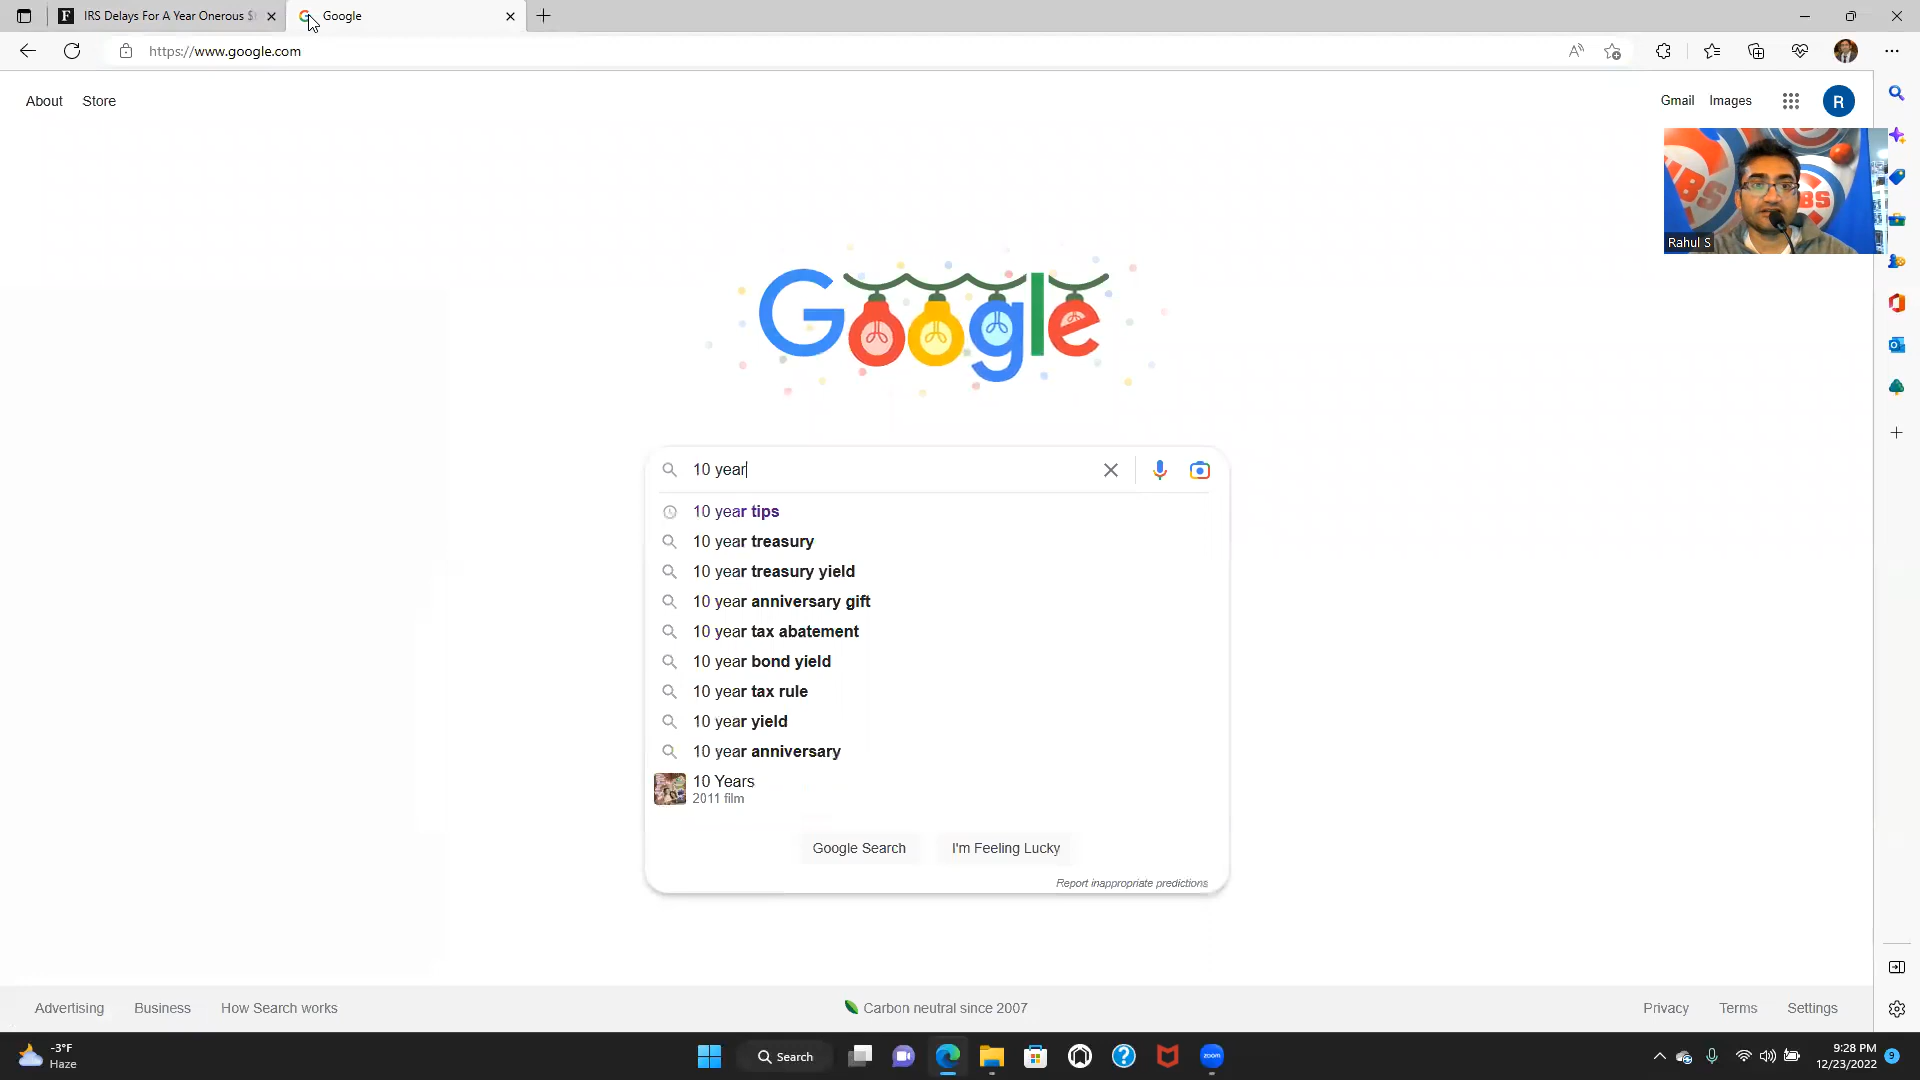 IRS Delays For A Year Onerous $
Google
https://www.google.com
About Store
Gmail Images
R
Rahul S
Google
10 year
10 year tips
10 year treasury
10 year treasury yield
10 year anniversary gift
10 year tax abatement
10 year bond yield
10 year tax rule
10 year yield
10 year anniversary
10 Years
2011 film
Google Search I'm Feeling Lucky
Report inappropriate predictions
Advertising Business How Search works
Carbon neutral since 2007
Privacy Terms Settings
-3°F
Haze
Search
zoom
9:28 PM
12/23/2022
9